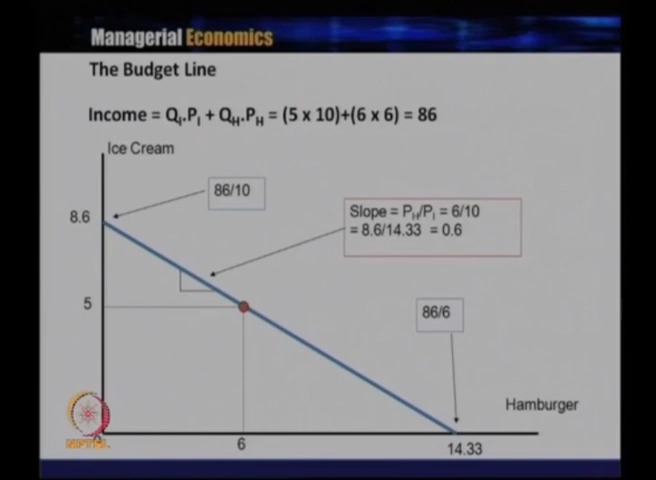 Managerial Economics
The Budget Line
Income = QI.PI + QH.PH = (5 x 10)+(6 x 6) = 86
Ice Cream
86/10
8.6
Slope = PH/PI = 6/10
= 8.6/14.33 = 0.6
5
86/6
Hamburger
NPTEL
6
14.33